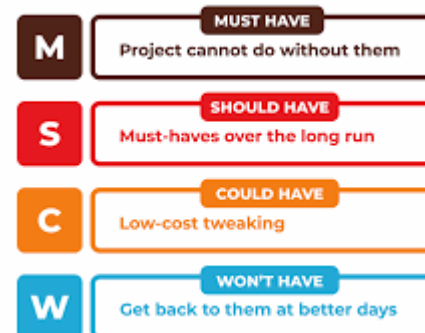 MUST HAVE
M
Project cannot do without them
SHOULD HAVE
S
Must-haves over the long run
COULD HAVE
C
Low-cost tweaking
WON'T HAVE
W
Get back to them at better days